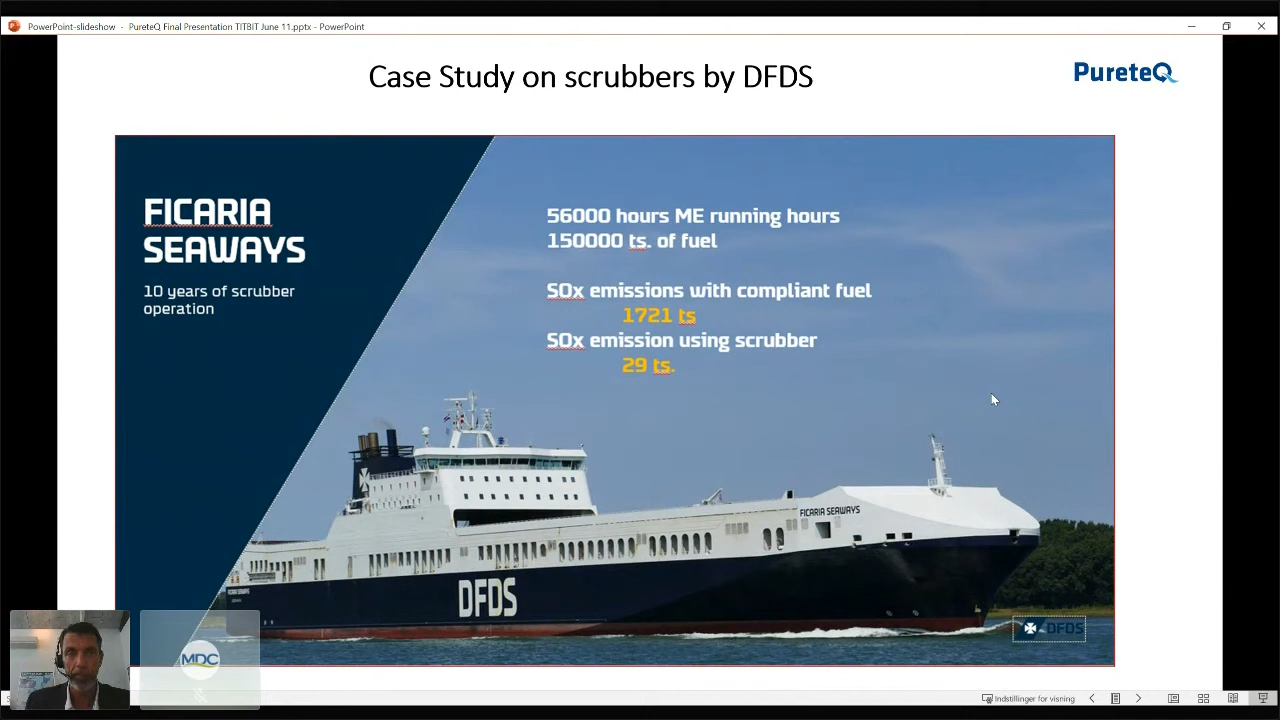 PowerPoint-slideshow - PureteQ Final Presentation TITBIT June 11.pptx - PowerPoint
Case Study on scrubbers by DFDS
PureteQ
FICARIA
SEAWAYS
10 years of scrubber
operation
56000 hours ME running hours
150000 ts. of fuel
SOx emissions with compliant fuel
1721 ts
SOx emission using scrubber
29 ts.
FICARIA SEAWAYS
FICARIA SEAWAYS
DFDS
DFDS
MDC
Indstillinger for visning